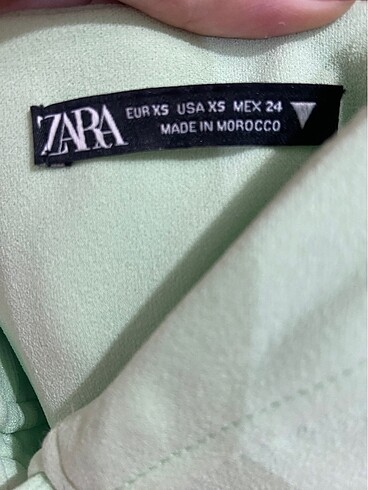 ZARA
EUR XS USA XS MEX 24
MADE IN MOROCCO